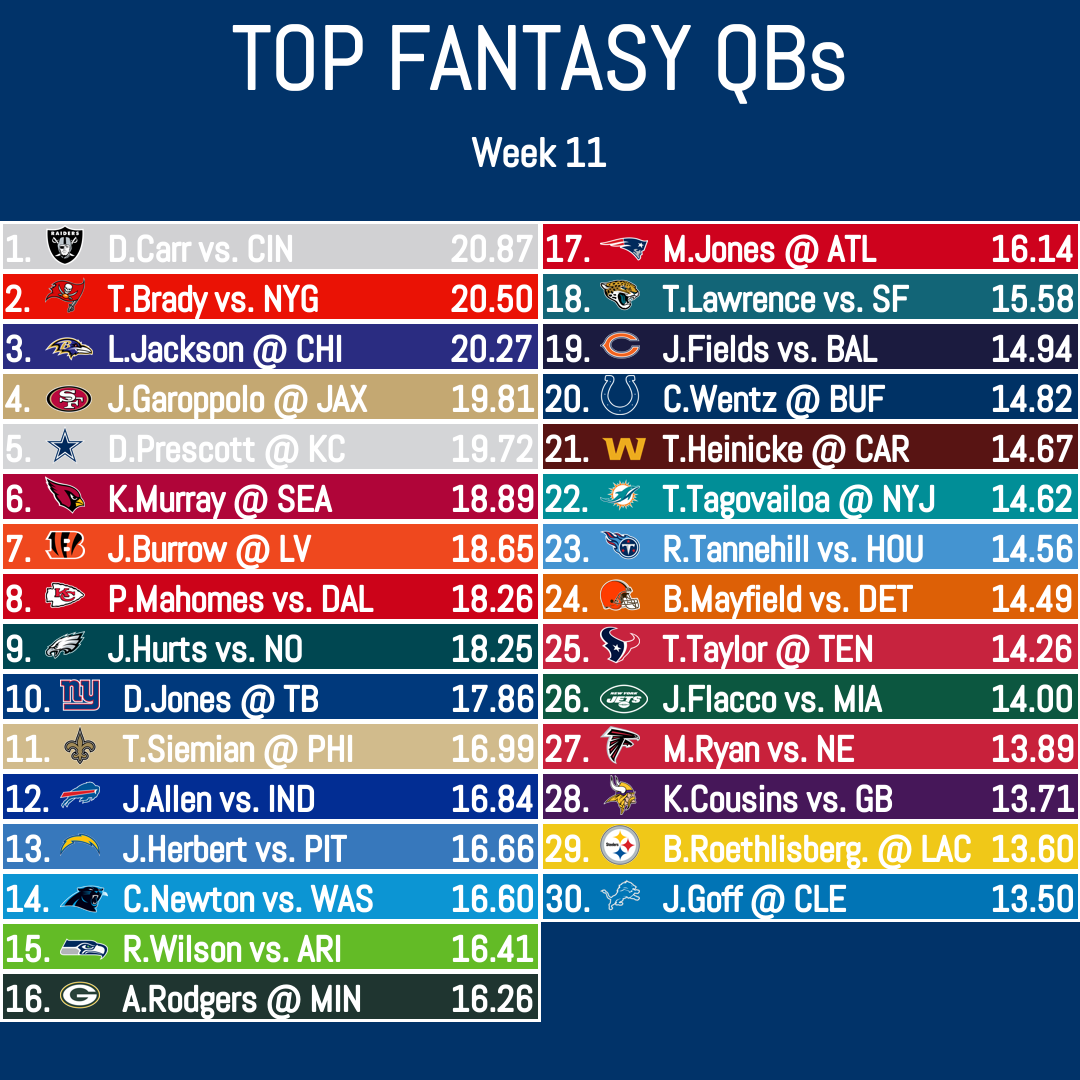 TOP FANTASY QBs
Week 11
1. RAIDERS D.Carr vs. CIN 20.87
2. T.Brady vs. NYG 20.50
3. L.Jackson @ CHI 20.27
4. SF J.Garoppolo @ JAX 19.81
5. D.Prescott @ KC 19.72
6. K.Murray @ SEA 18.89
7. J.Burrow @ LV 18.65
8. KC P.Mahomes vs. DAL 18.26
9. J.Hurts vs. NO 18.25
10. ny D.Jones @ TB 17.86
11. T.Siemian @ PHI 16.99
12. J.Allen vs. IND 16.84
13. J.Herbert vs. PIT 16.66
14. C.Newton vs. WAS 16.60
15. R.Wilson vs. ARI 16.41
16. G A.Rodgers @ MIN 16.26
17. M.Jones @ ATL 16.14
18. T.Lawrence vs. SF 15.58
19. C J.Fields vs. BAL 14.94
20. C.Wentz @ BUF 14.82
21. W T.Heinicke @ CAR 14.67
22. T.Tagovailoa @ NYJ 14.62
23. T R.Tannehill vs. HOU 14.56
24. B.Mayfield vs. DET 14.49
25. T.Taylor @ TEN 14.26
26. NEW YORK JETS J.Flacco vs. MIA 14.00
27. M.Ryan vs. NE 13.89
28. K.Cousins vs. GB 13.71
29. Steelers B.Roethlisberg. @ LAC 13.60
30. J.Goff @ CLE 13.50